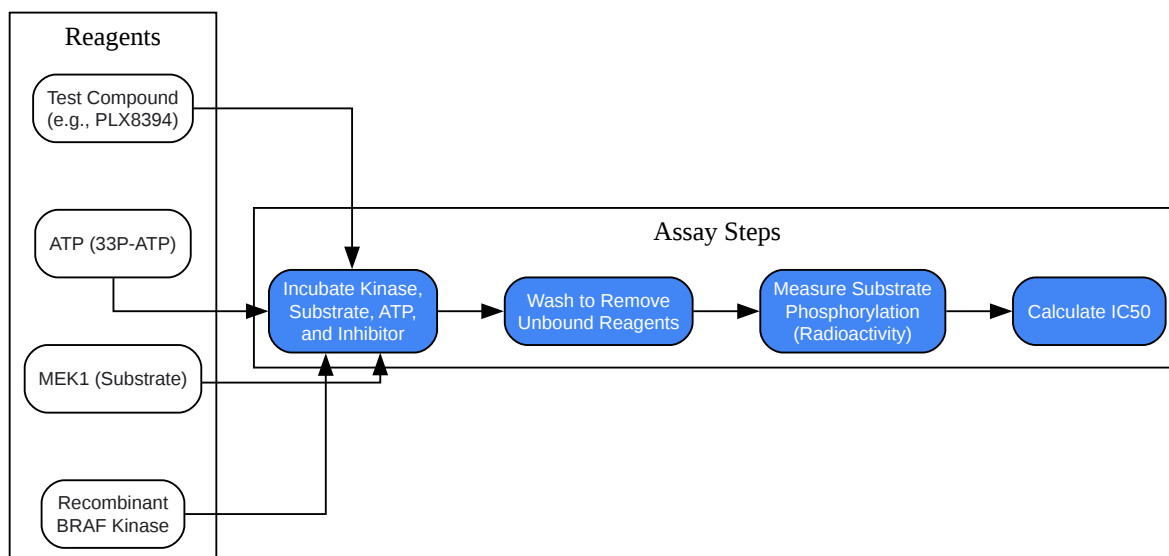 Reagents
Test Compound
(e.g., PLX8394)
ATP (33P-ATP)
MEK1 (Substrate)
Recombinant
BRAF Kinase
Assay Steps
Incubate Kinase,
Substrate, ATP,
and Inhibitor
Wash to Remove
Unbound Reagents
Measure Substrate
Phosphorylation
(Radioactivity)
Calculate IC50